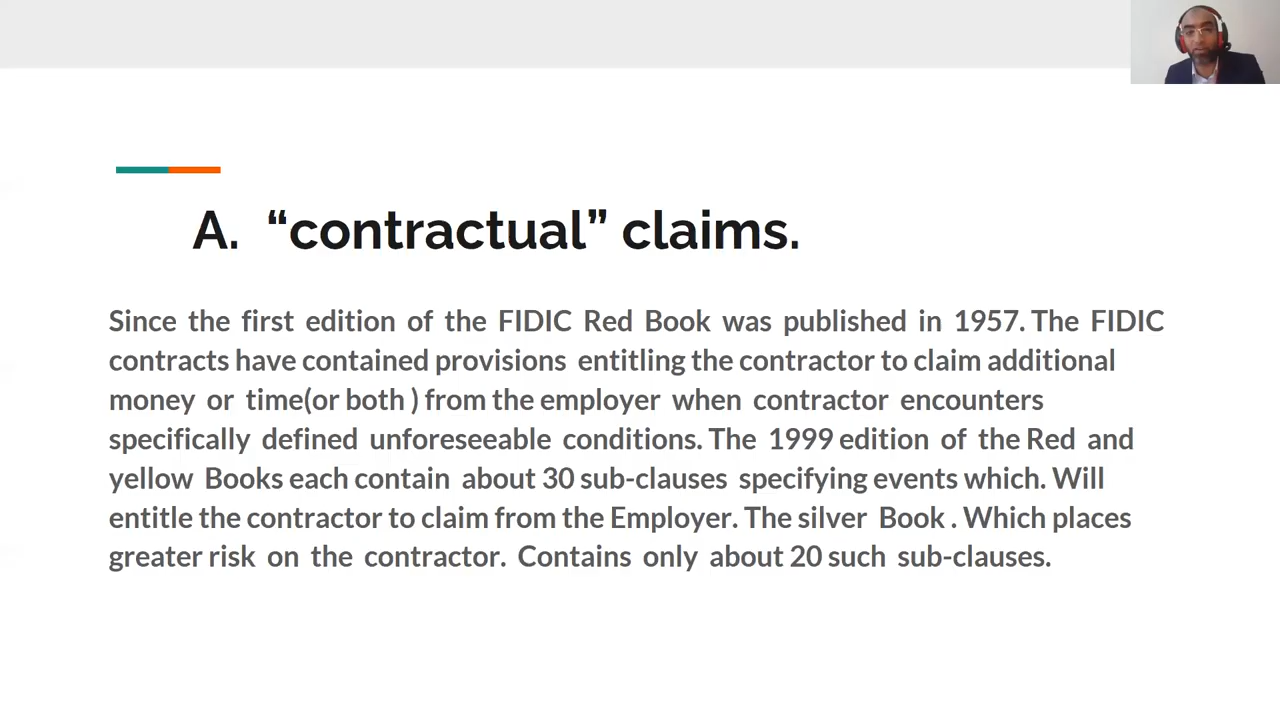 A. “contractual” claims.
Since the first edition of the FIDIC Red Book was published in 1957. The FIDIC
contracts have contained provisions entitling the contractor to claim additional
money or time(or both ) from the employer when contractor encounters
specifically defined unforeseeable conditions. The 1999 edition of the Red and
yellow Books each contain about 30 sub-clauses specifying events which. Will
entitle the contractor to claim from the Employer. The silver Book . Which places
greater risk on the contractor. Contains only about 20 such sub-clauses.